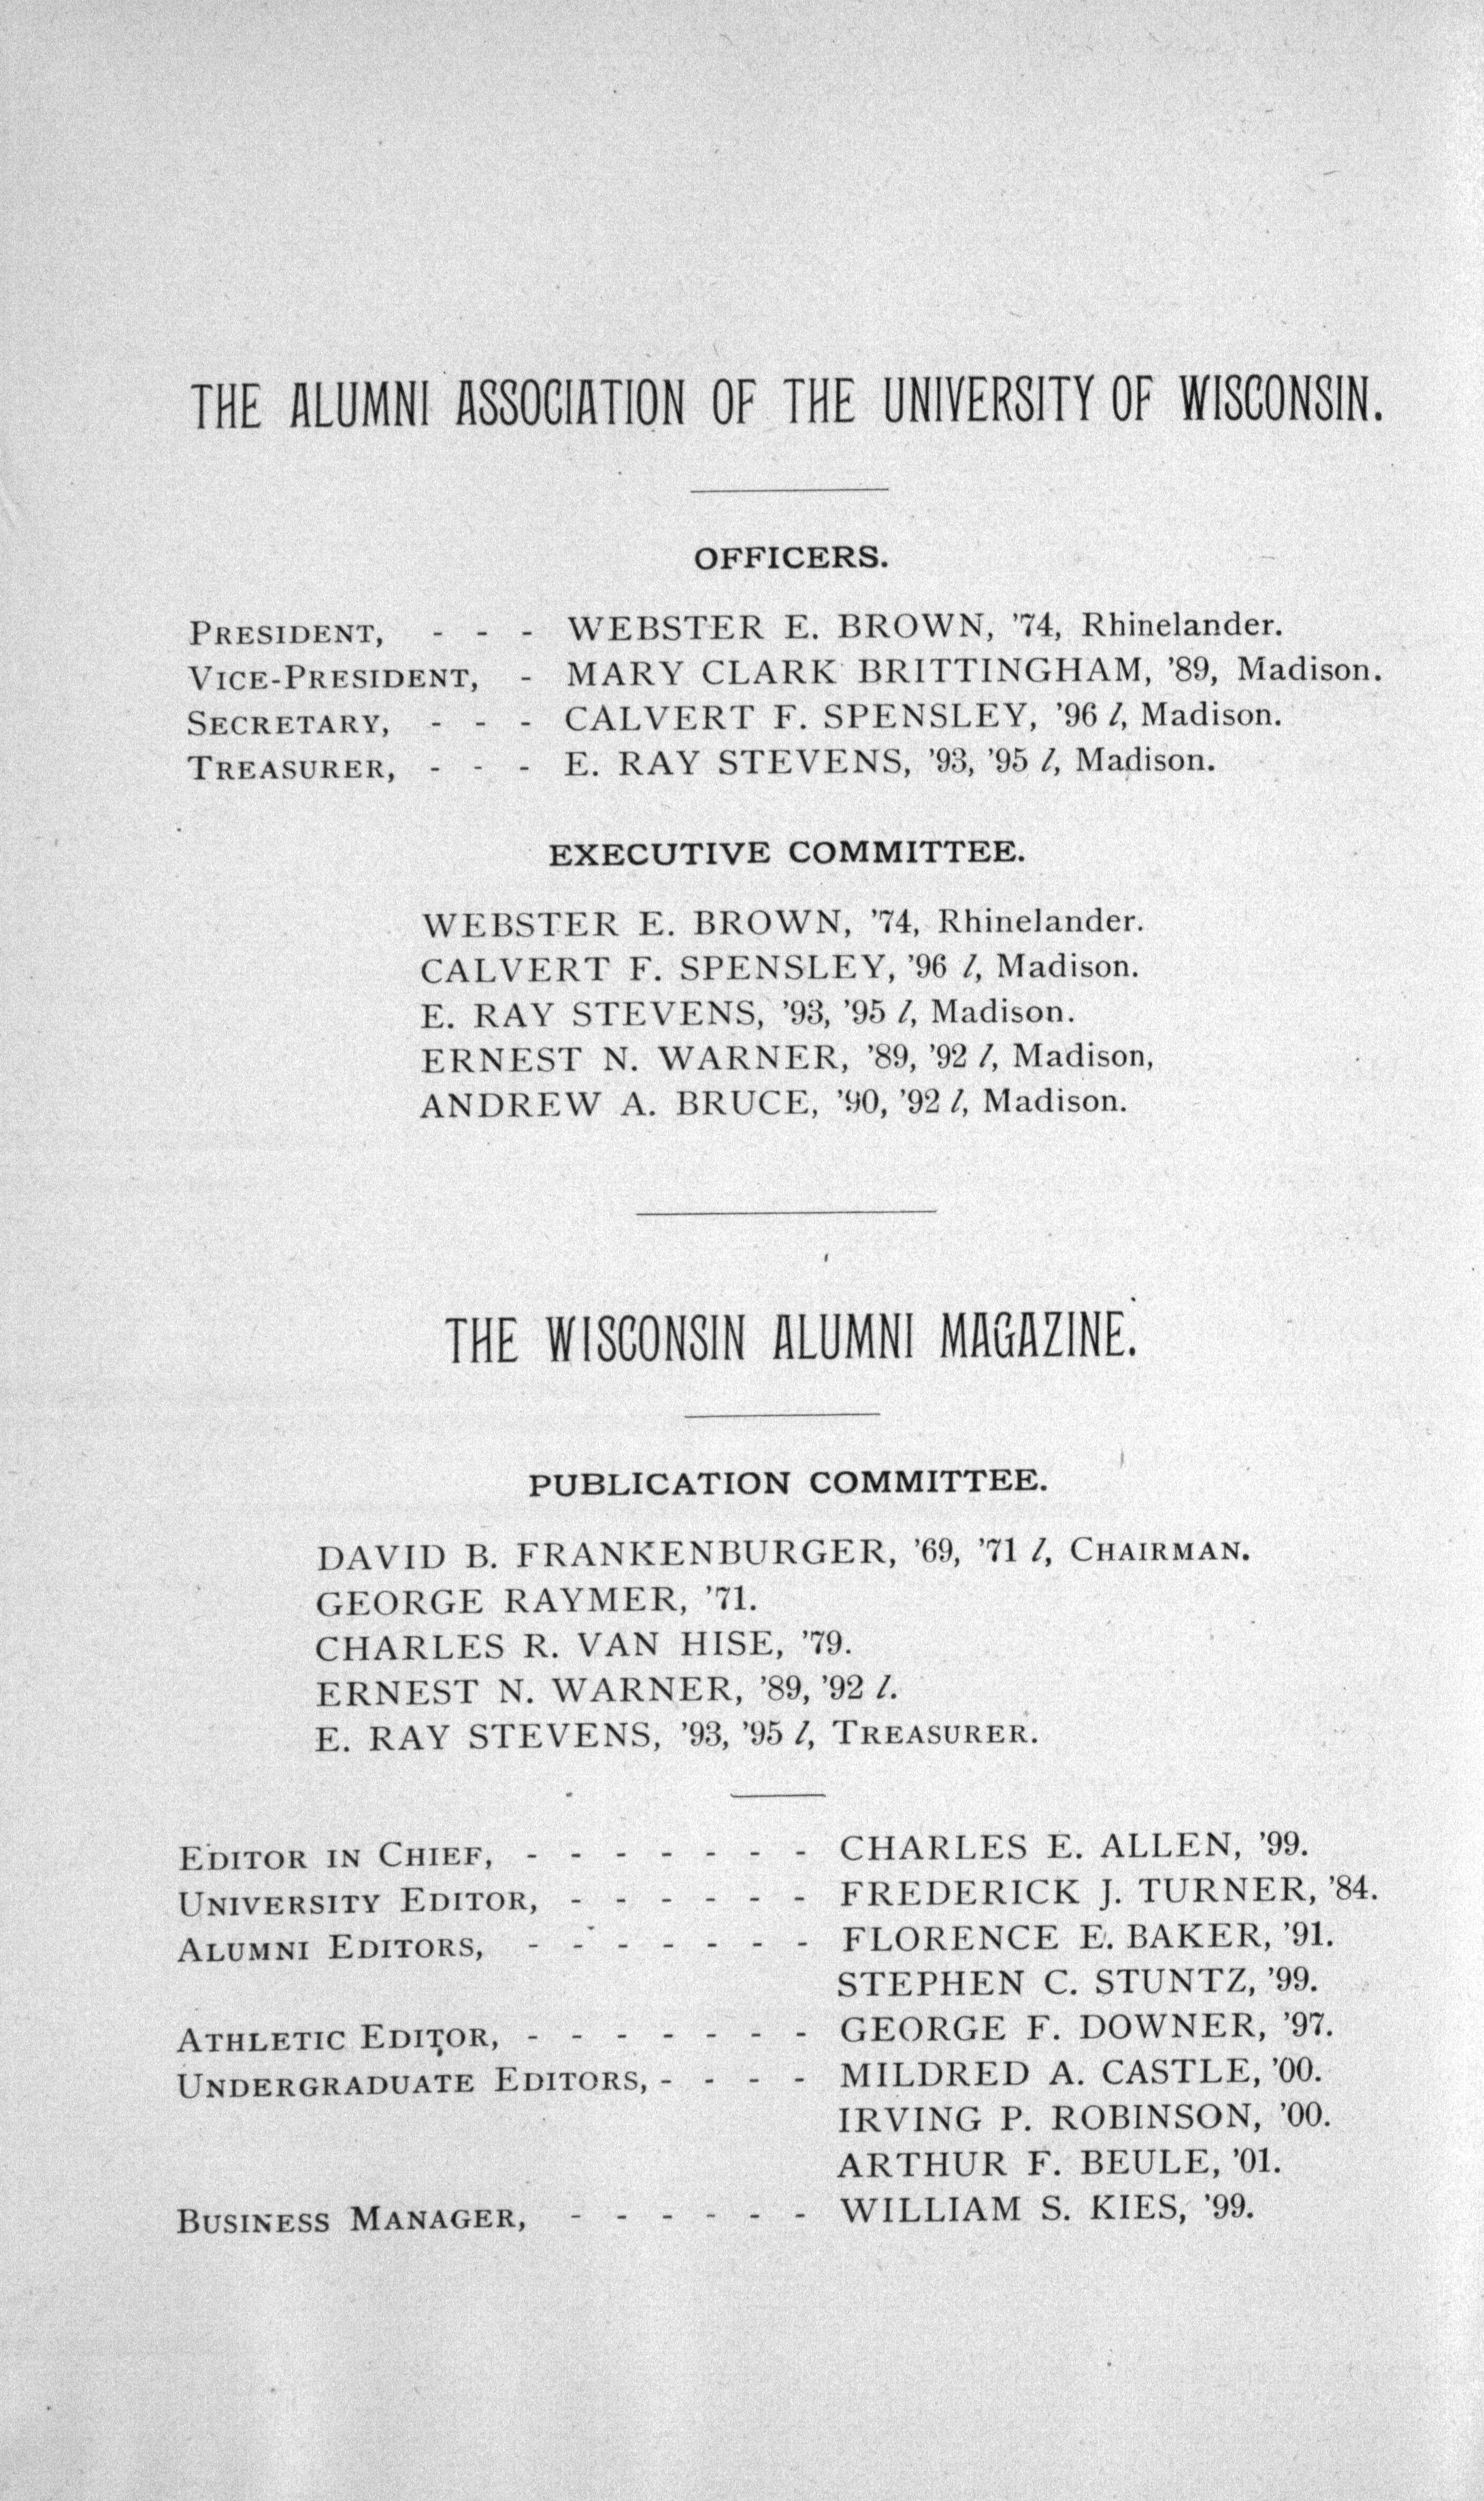 THE ALUMNI ASSOCIATION OF THE UNIVERSITY OF WISCONSIN.
OFFICERS.
PRESIDENT, - - - WEBSTER E. BROWN, '74, Rhinelander.
VICE-PRESIDENT, - MARY CLARK BRITTINGHAM, '89, Madison.
SECRETARY, - - - CALVERT F. SPENSLEY, '96 l, Madison.
TREASURER, - - - E. RAY STEVENS, '93, '95 l, Madison.
EXECUTIVE COMMITTEE.
WEBSTER E. BROWN, '74, Rhinelander.
CALVERT F. SPENSLEY, '96 l, Madison.
E. RAY STEVENS, '93, '95 l, Madison.
ERNEST N. WARNER, '89, '92 l, Madison,
ANDREW A. BRUCE, '90, '92 l, Madison.
THE WISCONSIN ALUMNI MAGAZINE.
PUBLICATION COMMITTEE.
DAVID B. FRANKENBURGER, '69, '71 l, CHAIRMAN.
GEORGE RAYMER, '71.
CHARLES R. VAN HISE, '79.
ERNEST N. WARNER, '89, '92 l.
E. RAY STEVENS, '93, '95 l, TREASURER.
EDITOR IN CHIEF, - - - - - - - CHARLES E. ALLEN, '99.
UNIVERSITY EDITOR, - - - - - - FREDERICK J. TURNER, '84.
ALUMNI EDITORS, - - - - - - - FLORENCE E. BAKER, '91.
STEPHEN C. STUNTZ, '99.
ATHLETIC EDITOR, - - - - - - - GEORGE F. DOWNER, '97.
UNDERGRADUATE EDITORS, - - - - MILDRED A. CASTLE, '00.
IRVING P. ROBINSON, '00.
ARTHUR F. BEULE, '01.
BUSINESS MANAGER, - - - - - - WILLIAM S. KIES, '99.